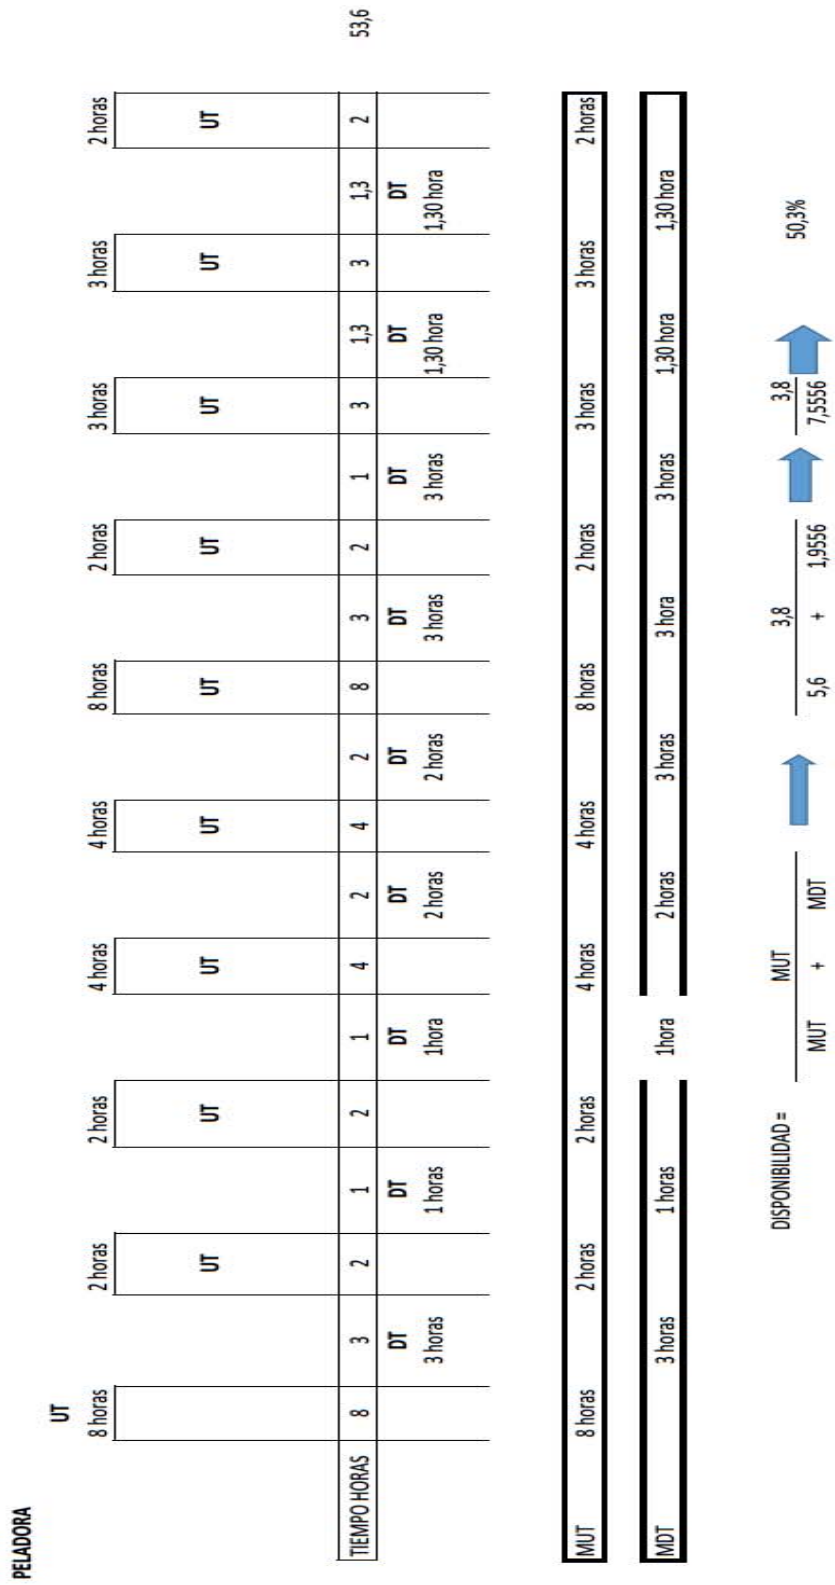 PELADORA
UT
8 horas 2 horas 2 horas 4 horas 4 horas 8 horas 2 horas 3 horas 3 horas 2 horas
UT UT UT UT UT UT UT UT UT
TIEMPO HORAS 8 3 2 1 2 1 4 2 4 2 8 3 2 1 3 1,3 3 1,3 2 53,6
DT DT DT DT DT DT DT DT DT
3 horas 1 horas 1hora 2 horas 2 horas 3 horas 3 horas 1,30 hora 1,30 hora
MUT 8 horas 2 horas 2 horas 4 horas 4 horas 8 horas 2 horas 3 horas 3 horas 2 horas
MDT 3 horas 1 horas 1hora 2 horas 3 horas 3 hora 3 horas 1,30 hora 1,30 hora
MUT 3,8 3,8
DISPONIBILIDAD = 50,3%
MUT + MDT 5,6 + 1,9556 7,5556